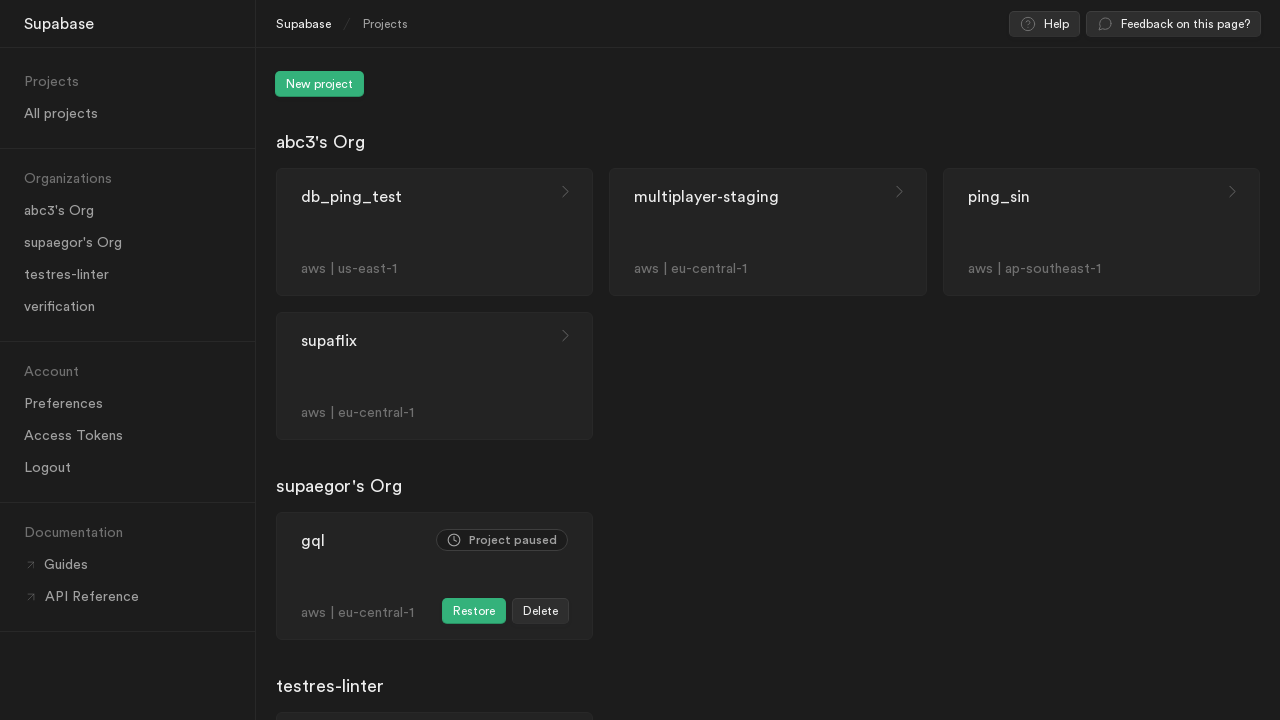 Supabase
Supabase / Projects
Help
Feedback on this page?
Projects
All projects
Organizations
abc3's Org
supaegor's Org
testres-linter
verification
Account
Preferences
Access Tokens
Logout
Documentation
Guides
API Reference
New project
abc3's Org
db_ping_test
aws | us-east-1
multiplayer-staging
aws | eu-central-1
ping_sin
aws | ap-southeast-1
supaflix
aws | eu-central-1
supaegor's Org
gql
Project paused
aws | eu-central-1
Restore
Delete
testres-linter